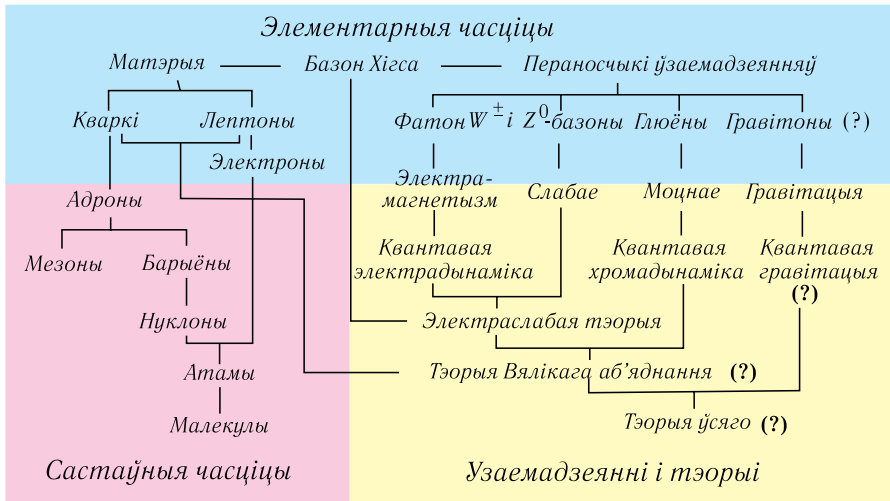 Элементарныя часціцы
Матэрыя Базон Хігса Пераносчыкі ўзаемадзеянняў
Кваркі Лептоны Фатон W ± і Z 0 -базоны Глюёны Гравітоны (?)
Электроны
Адроны Электра-
магнетызм Слабае Моцнае Гравітацыя
Мезоны Барыёны Квантавая
электрадынаміка Квантавая
хромадынаміка Квантавая
гравітацыя
(?)
Нуклоны Электраслабая тэорыя
Атамы Тэорыя Вялікага аб’яднання (?)
Малекулы Тэорыя ўсяго (?)
Састаўныя часціцы Узаемадзеянні і тэорыі